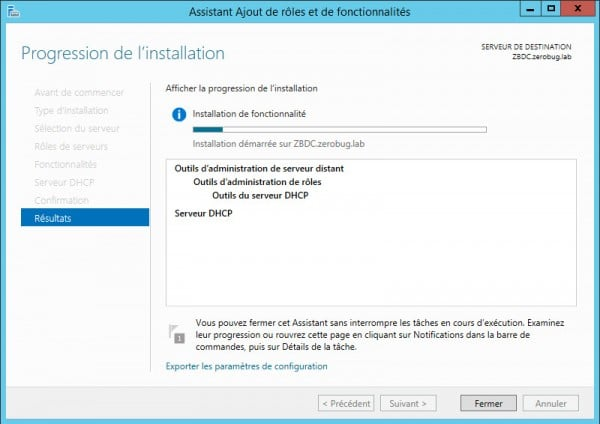 Assistant Ajout de rôles et de fonctionnalités
Progression de l'installation
SERVEUR DE DESTINATION
ZBDC.zerobug.lab
Avant de commencer
Type d'installation
Sélection du serveur
Rôles de serveurs
Fonctionnalités
Serveur DHCP
Confirmation
Résultats
Afficher la progression de l'installation
Installation de fonctionnalité
Installation démarrée sur ZBDC.zerobug.lab
Outils d'administration de serveur distant
Outils d'administration de rôles
Outils du serveur DHCP
Serveur DHCP
1
Vous pouvez fermer cet Assistant sans interrompre les tâches en cours d'exécution. Examinez
leur progression ou rouvrez cette page en cliquant sur Notifications dans la barre de
commandes, puis sur Détails de la tâche.
Exporter les paramètres de configuration
< Précédent
Suivant >
Fermer
Annuler